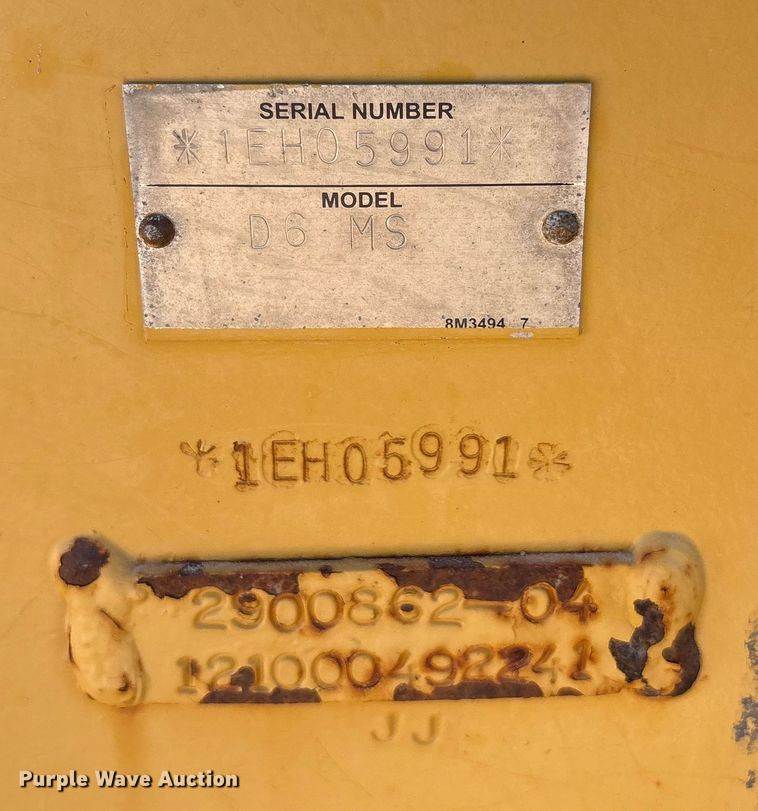 SERIAL NUMBER
*1EH05991*
MODEL
D6 MS
8M3494 7
*1EH05991*
2900862-04
121000492241
JJ
Purple Wave Auction